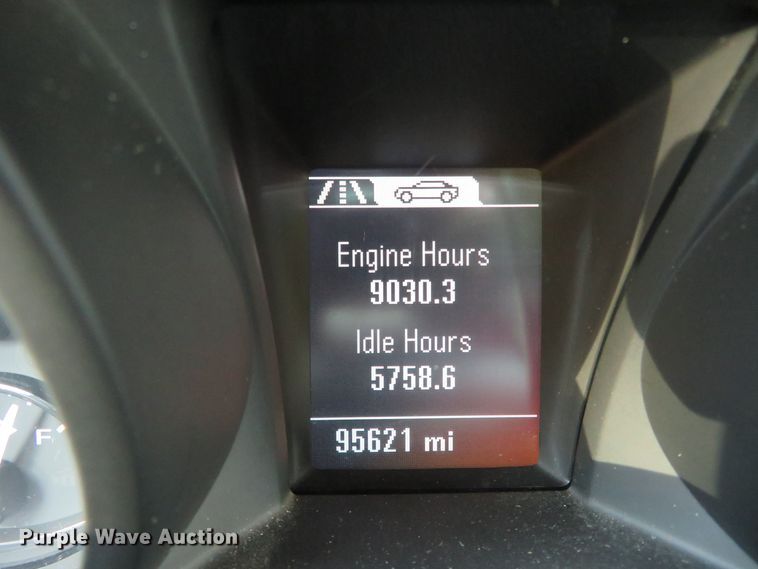 Engine Hours
9030.3
Idle Hours
5758.6
95621 mi
F
Purple Wave Auction